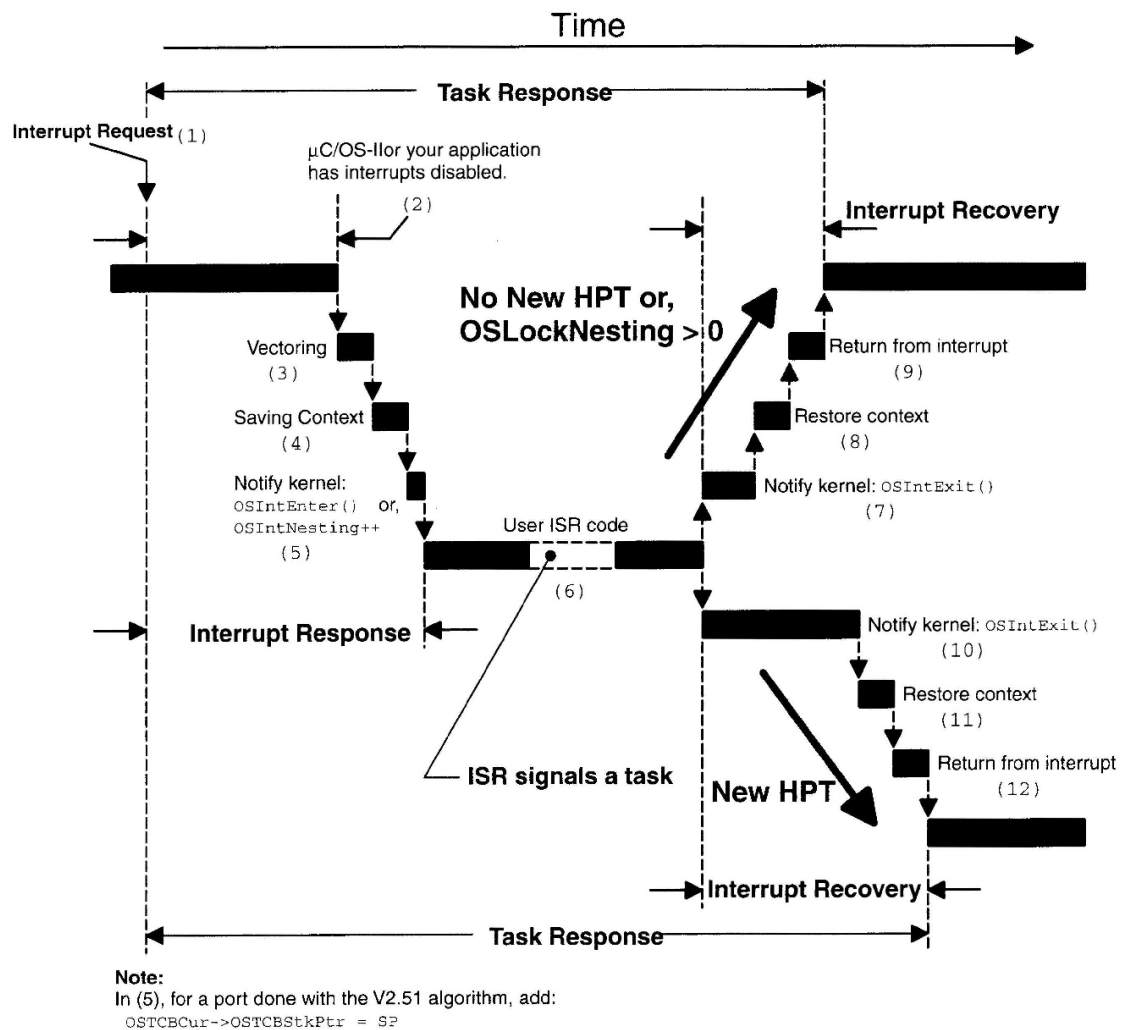 Time
Task Response
Interrupt Request (1)
µC/OS-IIor your application
has interrupts disabled.
(2)
Interrupt Recovery
No New HPT or,
OSLockNesting > 0
Vectoring
(3)
Return from interrupt
(9)
Saving Context
(4)
Restore context
(8)
Notify kernel:
OSIntEnter() or,
OSIntNesting++
(5)
Notify kernel: OSIntExit()
(7)
User ISR code
(6)
Interrupt Response
Notify kernel: OSIntExit()
(10)
Restore context
(11)
ISR signals a task
New HPT
Return from interrupt
(12)
Interrupt Recovery
Task Response
Note:
In (5), for a port done with the V2.51 algorithm, add:
OSTCBCur->OSTCBStkPtr = SP